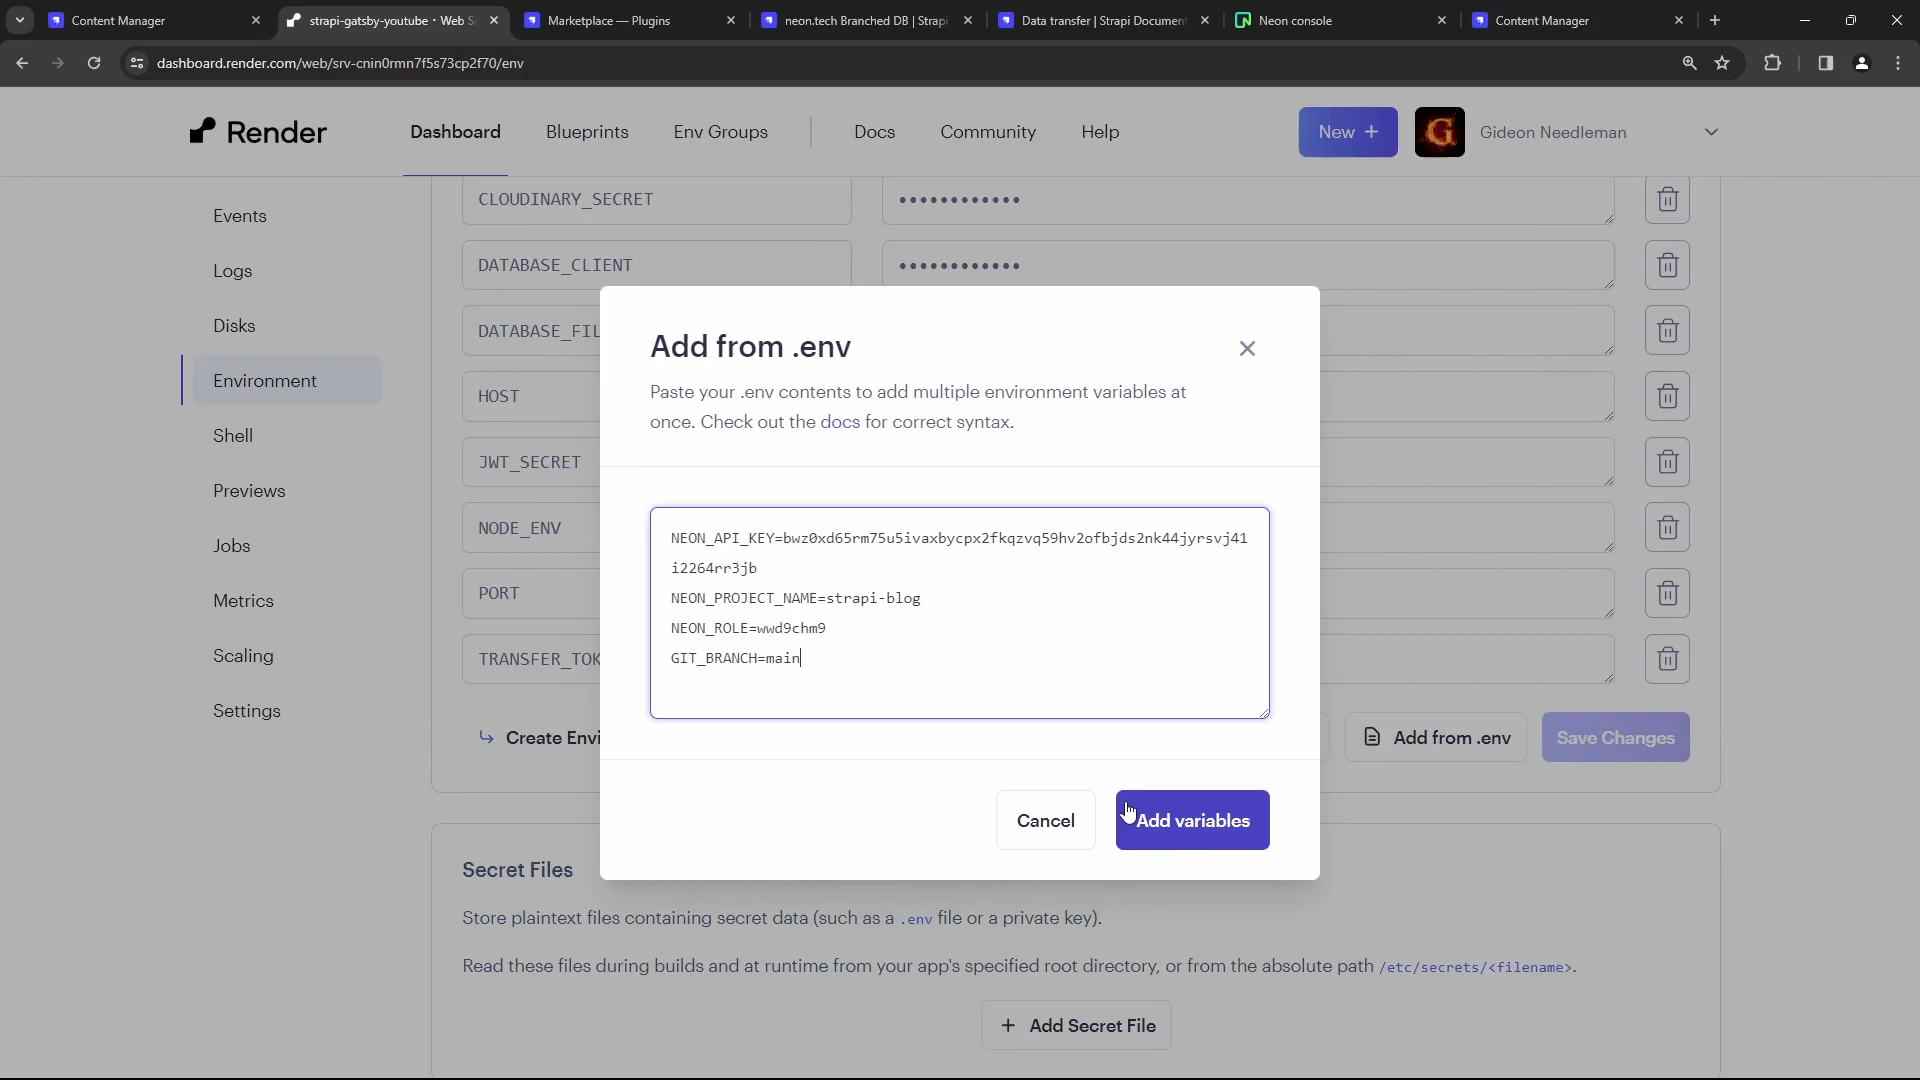 Content Manager
strapi-gatsby-youtube • Web S
Marketplace — Plugins
neon.tech Branched DB | Strapi
Data transfer | Strapi Document
Neon console
Content Manager
dashboard.render.com/web/srv-cnin0rmn7f5s73cp2f70/env
Render
Dashboard
Blueprints
Env Groups
Docs
Community
Help
New +
G
Gideon Needleman
Events
Logs
Disks
Environment
Shell
Previews
Jobs
Metrics
Scaling
Settings
CLOUDINARY_SECRET
••••••••••••
DATABASE_CLIENT
••••••••••••
DATABASE_FIL
HOST
JWT_SECRET
NODE_ENV
PORT
TRANSFER_TOK
Create Envi
Add from .env
Save Changes
Add from .env
Paste your .env contents to add multiple environment variables at
once. Check out the docs for correct syntax.
NEON_API_KEY=bwz0xd65rm75u5ivaxbycpx2fkqzvq59hv2ofbjds2nk44jyrsvj41
i2264rr3jb
NEON_PROJECT_NAME=strapi-blog
NEON_ROLE=wwd9chm9
GIT_BRANCH=main
Cancel
Add variables
Secret Files
Store plaintext files containing secret data (such as a .env file or a private key).
Read these files during builds and at runtime from your app's specified root directory, or from the absolute path /etc/secrets/<filename>.
+ Add Secret File